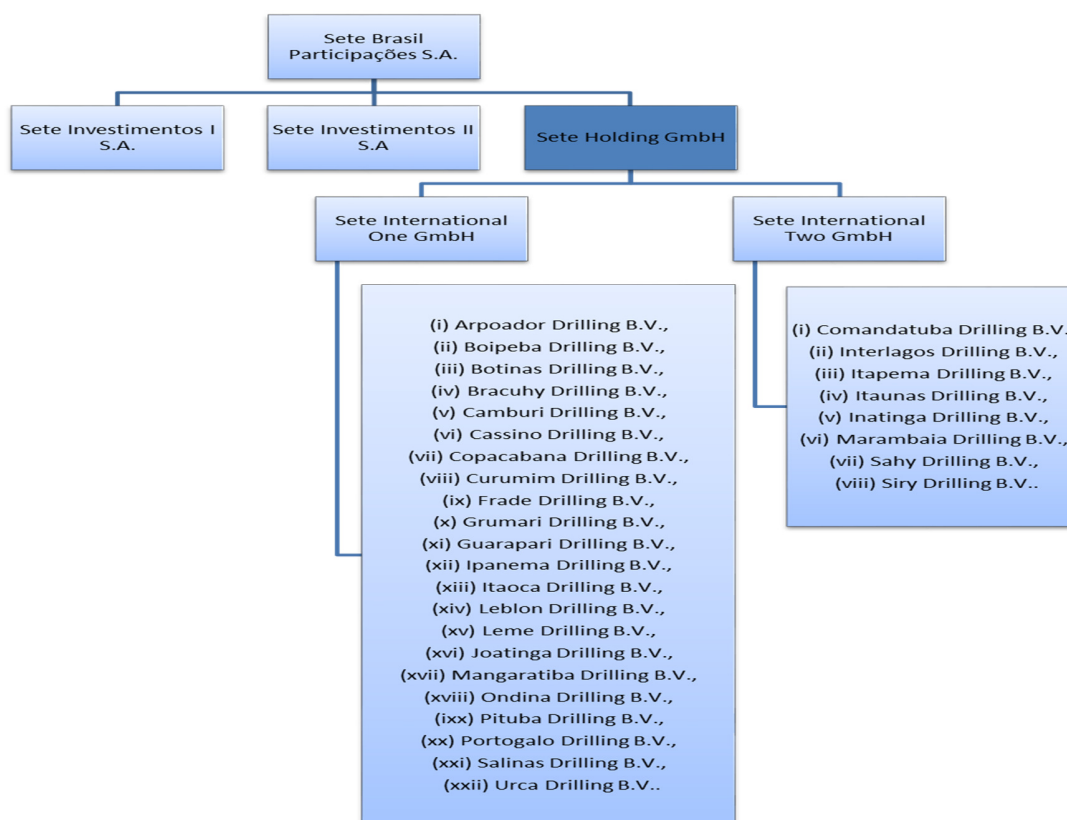 Sete Brasil
Participações S.A.
Sete Investimentos I
S.A.
Sete Investimentos II
S.A
Sete Holding GmbH
Sete International
One GmbH
Sete International
Two GmbH
(i) Arpoador Drilling B.V.,
(ii) Boipeba Drilling B.V.,
(iii) Botinas Drilling B.V.,
(iv) Bracuhy Drilling B.V.,
(v) Camburi Drilling B.V.,
(vi) Cassino Drilling B.V.,
(vii) Copacabana Drilling B.V.,
(viii) Curumim Drilling B.V.,
(ix) Frade Drilling B.V.,
(x) Grumari Drilling B.V.,
(xi) Guarapari Drilling B.V.,
(xii) Ipanema Drilling B.V.,
(xiii) Itaoca Drilling B.V.,
(xiv) Leblon Drilling B.V.,
(xv) Leme Drilling B.V.,
(xvi) Joatinga Drilling B.V.,
(xvii) Mangaratiba Drilling B.V.,
(xviii) Ondina Drilling B.V.,
(ixx) Pituba Drilling B.V.,
(xx) Portogalo Drilling B.V.,
(xxi) Salinas Drilling B.V.,
(xxii) Urca Drilling B.V..
(i) Comandatuba Drilling B.V.
(ii) Interlagos Drilling B.V.,
(iii) Itapema Drilling B.V.,
(iv) Itaunas Drilling B.V.,
(v) Inatinga Drilling B.V.,
(vi) Marambaia Drilling B.V.,
(vii) Sahy Drilling B.V.,
(viii) Siry Drilling B.V..